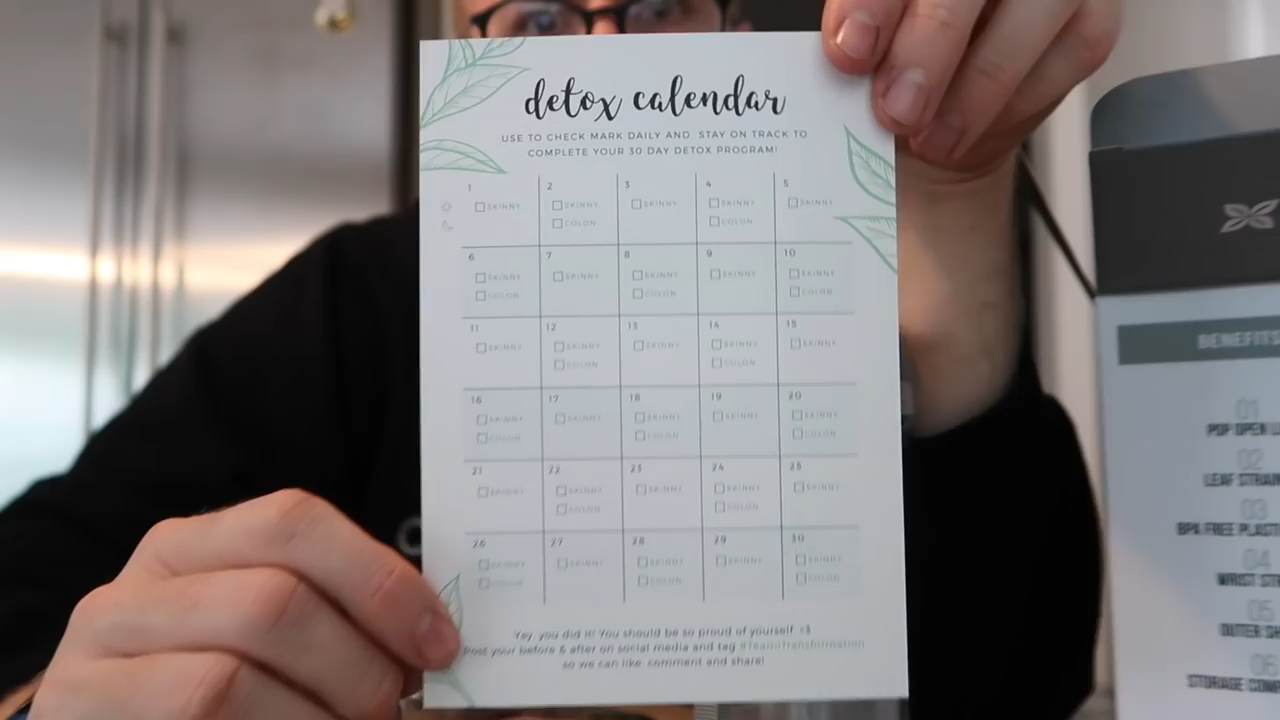 detox calendar
USE TO CHECK MARK DAILY AND STAY ON TRACK TO
COMPLETE YOUR 30 DAY DETOX PROGRAM!
1 2 3 4 5
SKINNY SKINNY SKINNY SKINNY SKINNY
COLON COLON
6 7 8 9 10
SKINNY SKINNY SKINNY SKINNY SKINNY
COLON COLON COLON
11 12 13 14 15
SKINNY SKINNY SKINNY SKINNY SKINNY
COLON COLON
16 17 18 19 20
SKINNY SKINNY SKINNY SKINNY SKINNY
COLON COLON COLON
21 22 23 24 25
SKINNY SKINNY SKINNY SKINNY SKINNY
COLON COLON
26 27 28 29 30
SKINNY SKINNY SKINNY SKINNY SKINNY
COLON COLON COLON
Yay, you did it! You should be so proud of yourself. <3
Post your before & after on social media and tag
so we can like, comment and share!
BENEFITS
01
POP OPEN
02
LEAF
03
BPA FREE
04
WRIST
05
OUTER
06
STORAGE